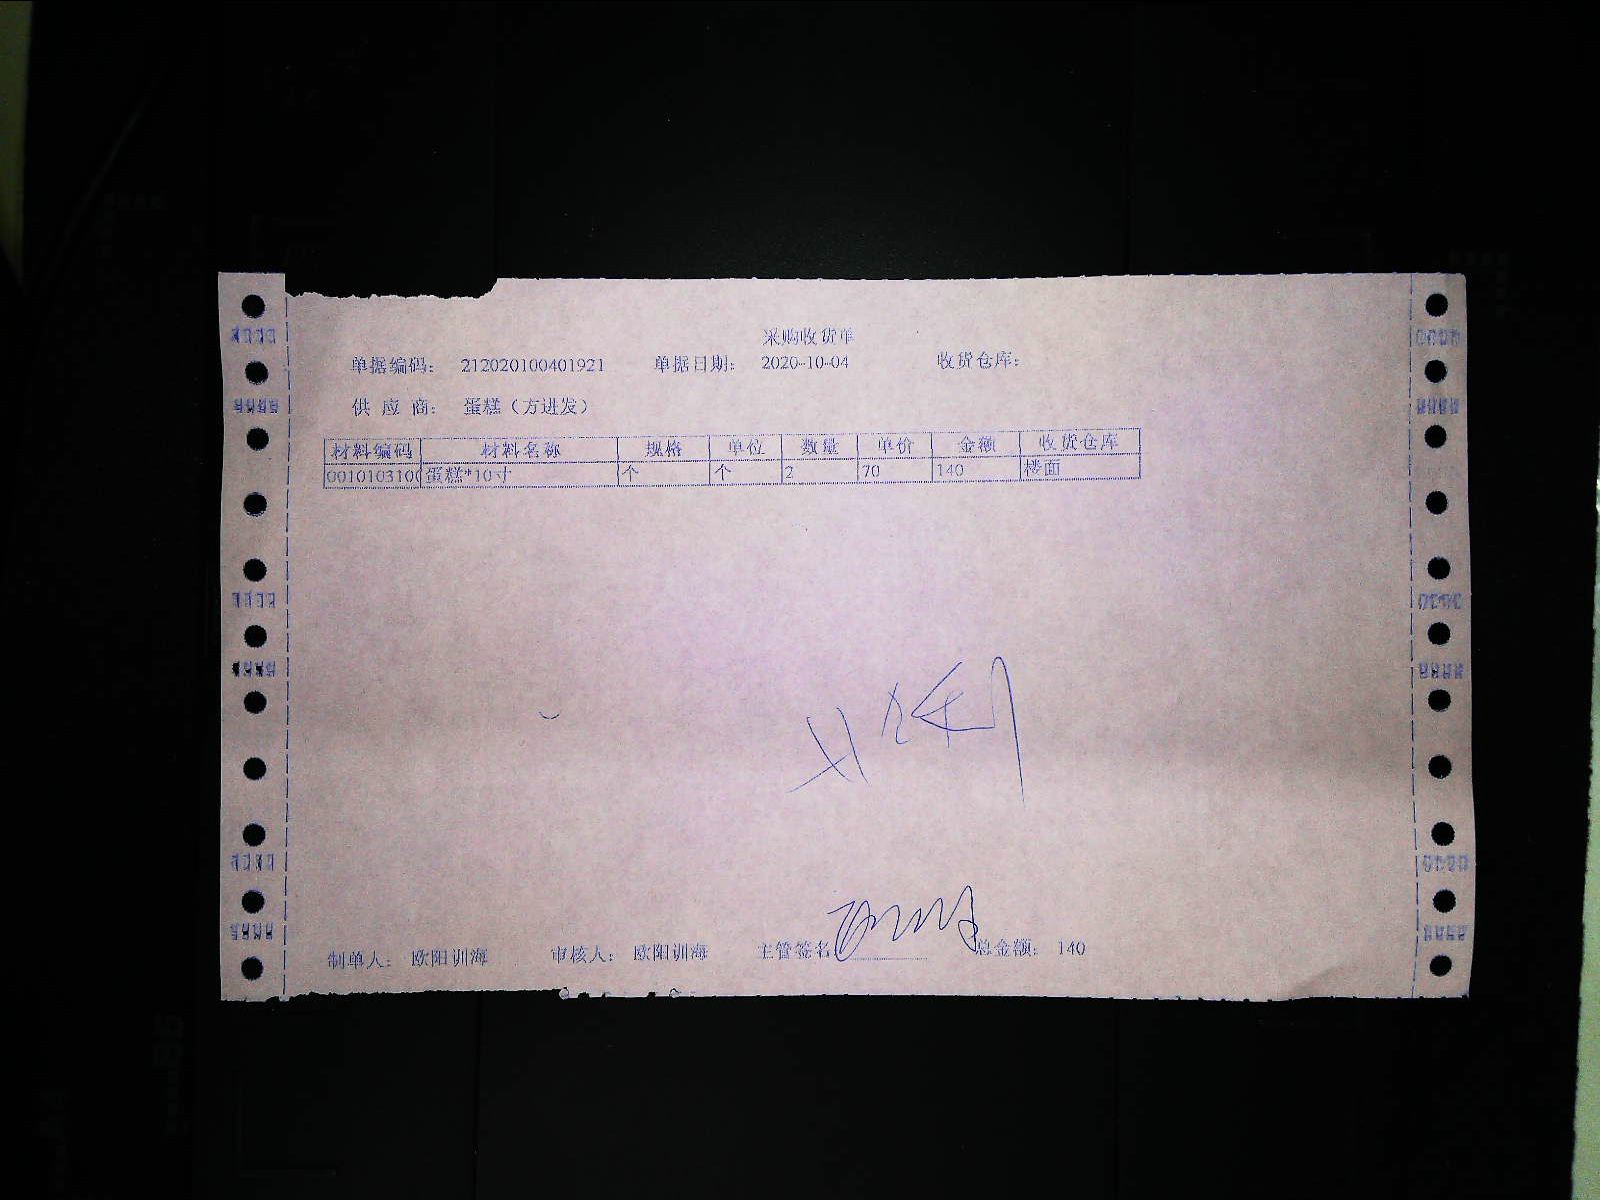 采购收货单
单据编码： 212020100401921 单据日期： 2020-10-04 收货仓库：
供 应 商： 蛋糕（方进发）
材料编码 材料名称 规格 单位 数量 单价 金额 收货仓库
0010103100 蛋糕*10寸 个 个 2 70 140 楼面
制单人： 欧阳训海 审核人： 欧阳训海 主管签名 总金额： 140